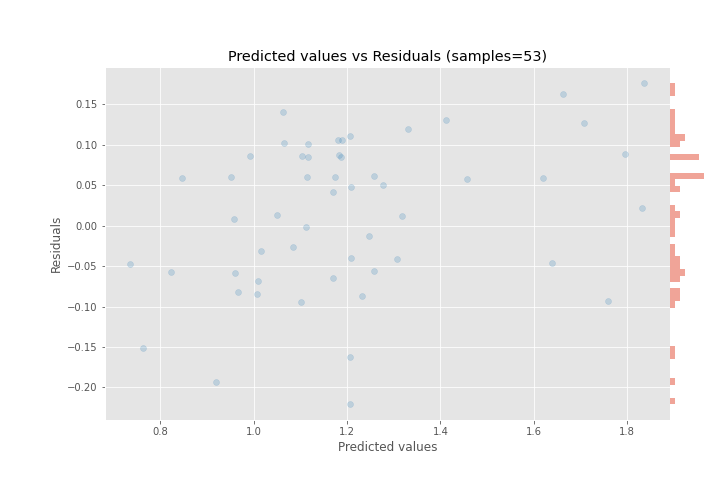 Predicted values vs Residuals (samples=53)
0.15
0.10
0.05
0.00
−0.05
−0.10
−0.15
−0.20
Residuals
0.8 1.0 1.2 1.4 1.6 1.8
Predicted values